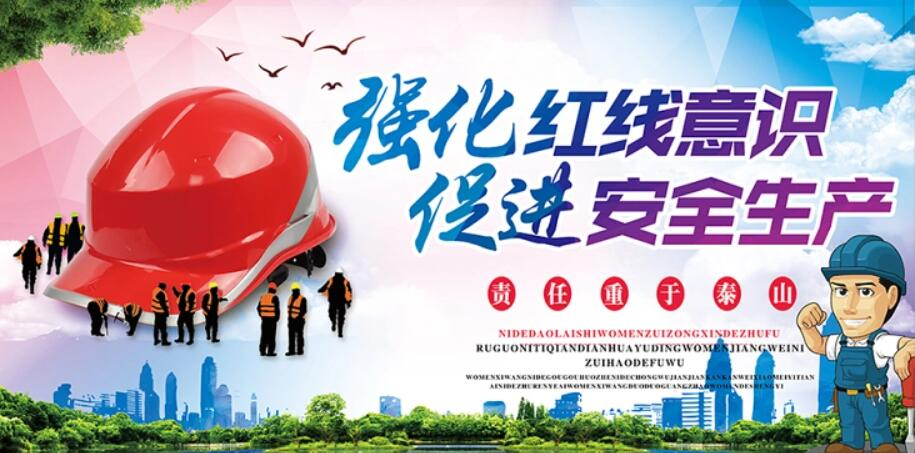 强化红线意识
促进安全生产
责任重于泰山
NIDEDAOLAISHIWOMENZUIZONGXINDEZHUFU
RUGUONITIQIANDIANHUAYUDINGWOMENJIANGWEINI
ZUIHAODEFUWU